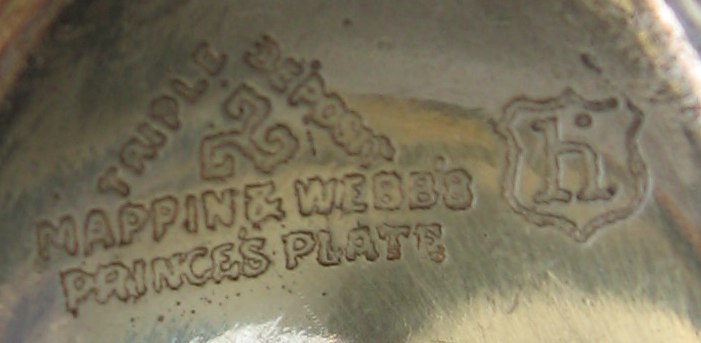 TRIPLE DEPOSIT
MAPPIN & WEBB'S
PRINCE'S PLATE
h